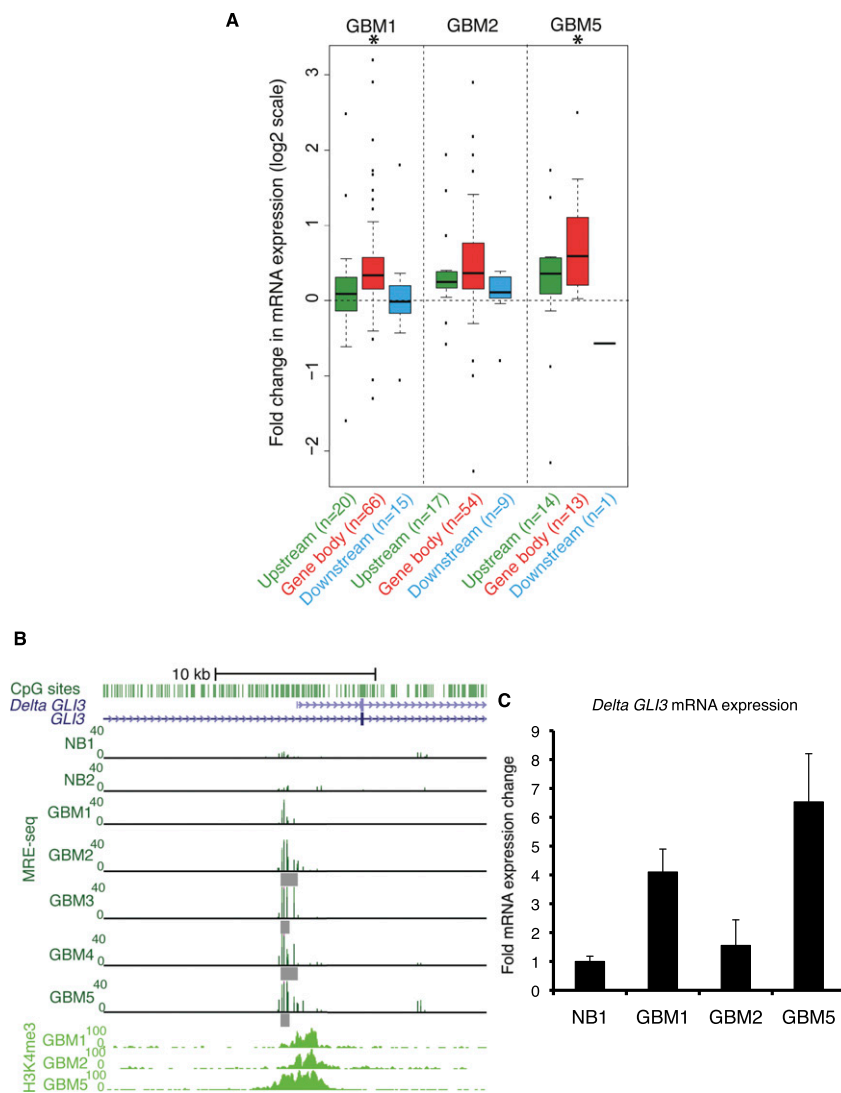 A
GBM1 GBM2 GBM5
* *
Fold change in mRNA expression (log2 scale)
3
2
1
0
−1
−2
Upstream (n=20)
Gene body (n=66)
Downstream (n=15)
Upstream (n=17)
Gene body (n=54)
Downstream (n=9)
Upstream (n=14)
Gene body (n=13)
Downstream (n=1)
B
10 kb
CpG sites
Delta GLI3
GLI3
MRE-seq
NB1 40 0
NB2 40 0
GBM1 40 0
GBM2 40 0
GBM3 40 0
GBM4 40 0
GBM5 40 0
H3K4me3
GBM1 100 0
GBM2 100 0
GBM5 100 0
C
Delta GLI3 mRNA expression
Fold mRNA expression change
9
8
7
6
5
4
3
2
1
0
NB1 GBM1 GBM2 GBM5